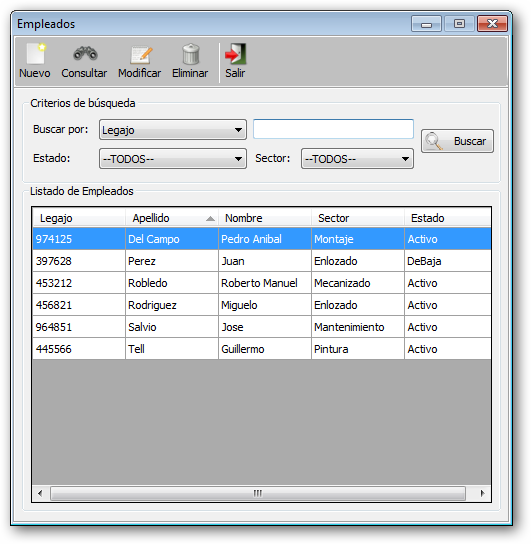 Empleados
Nuevo Consultar Modificar Eliminar Salir
Criterios de búsqueda
Buscar por: Legajo Buscar
Estado: --TODOS-- Sector: --TODOS--
Listado de Empleados
Legajo Apellido Nombre Sector Estado
974125 Del Campo Pedro Anibal Montaje Activo
397628 Perez Juan Enlozado DeBaja
453212 Robledo Roberto Manuel Mecanizado Activo
456821 Rodriguez Miguelo Enlozado Activo
964851 Salvio Jose Mantenimiento Activo
445566 Tell Guillermo Pintura Activo